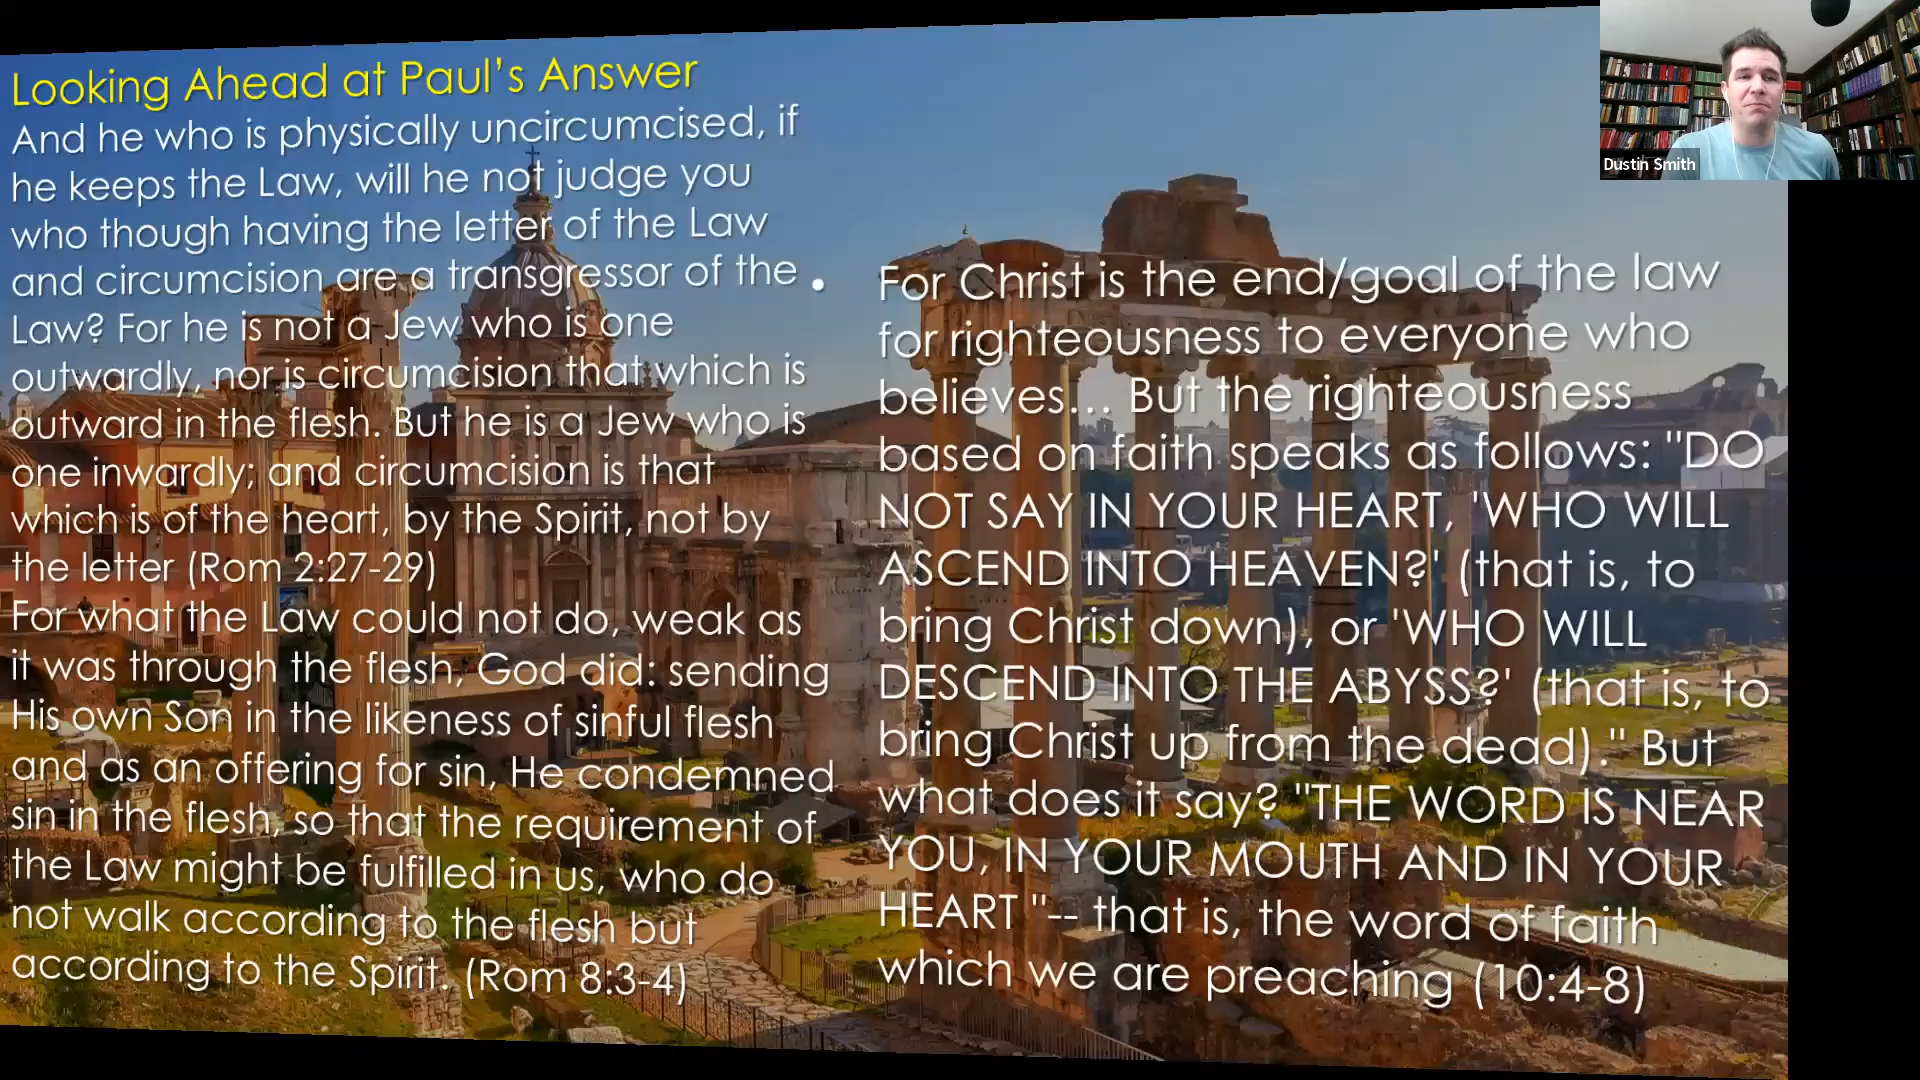 Looking Ahead at Paul's Answer
And he who is physically uncircumcised, if
he keeps the Law, will he not judge you
who though having the letter of the Law
and circumcision are a transgressor of the
Law? For he is not a Jew who is one
outwardly, nor is circumcision that which is
outward in the flesh. But he is a Jew who is
one inwardly; and circumcision is that
which is of the heart, by the Spirit, not by
the letter (Rom 2:27-29)
For what the Law could not do, weak as
it was through the flesh, God did: sending
His own Son in the likeness of sinful flesh
and as an offering for sin, He condemned
sin in the flesh, so that the requirement of
the Law might be fulfilled in us, who do
not walk according to the flesh but
according to the Spirit. (Rom 8:3-4)
• For Christ is the end/goal of the law
for righteousness to everyone who
believes… But the righteousness
based on faith speaks as follows: "DO
NOT SAY IN YOUR HEART, 'WHO WILL
ASCEND INTO HEAVEN?' (that is, to
bring Christ down), or 'WHO WILL
DESCEND INTO THE ABYSS?' (that is, to
bring Christ up from the dead)." But
what does it say? "THE WORD IS NEAR
YOU, IN YOUR MOUTH AND IN YOUR
HEART "-- that is, the word of faith
which we are preaching (10:4-8)
Dustin Smith